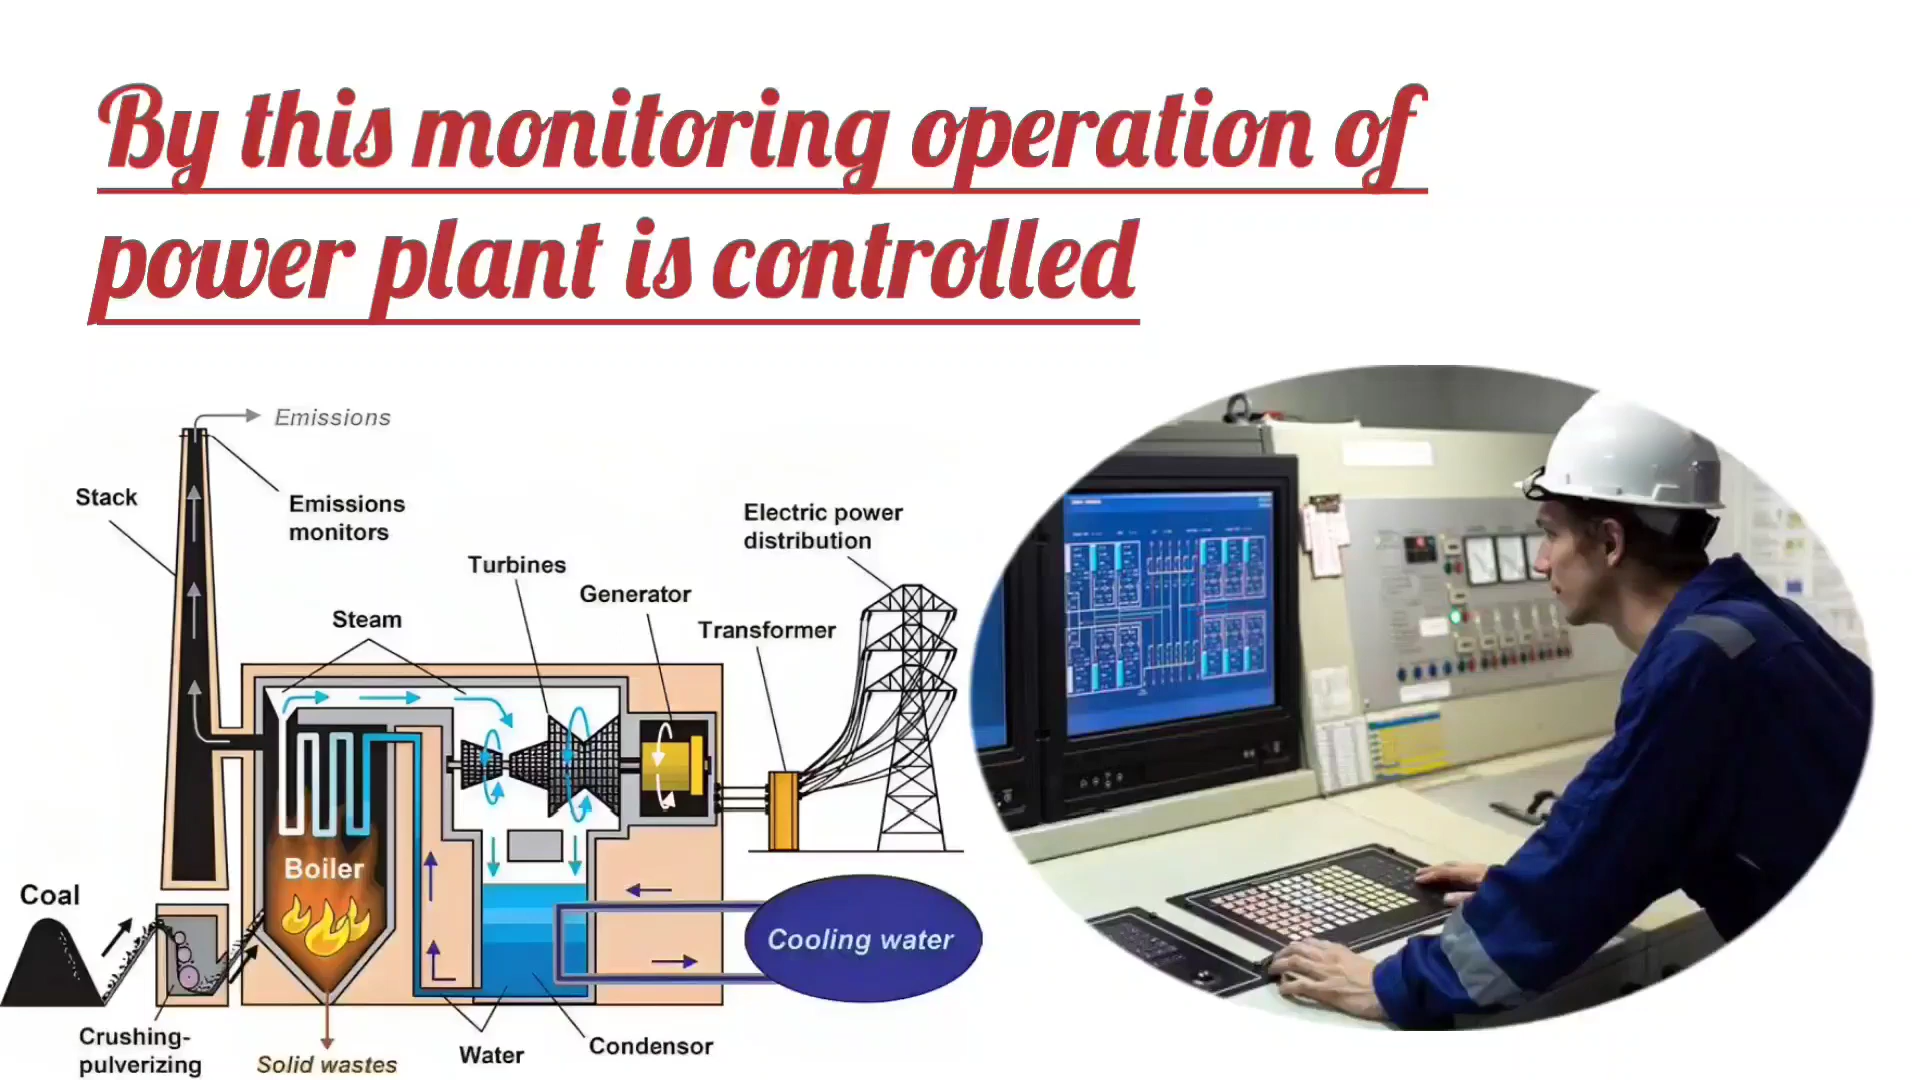 By this monitoring operation of
power plant is controlled
Emissions
Stack
Emissions
monitors
Electric power
distribution
Turbines
Generator
Steam
Transformer
Boiler
Coal
Cooling water
Crushing-
pulverizing
Solid wastes
Water
Condensor